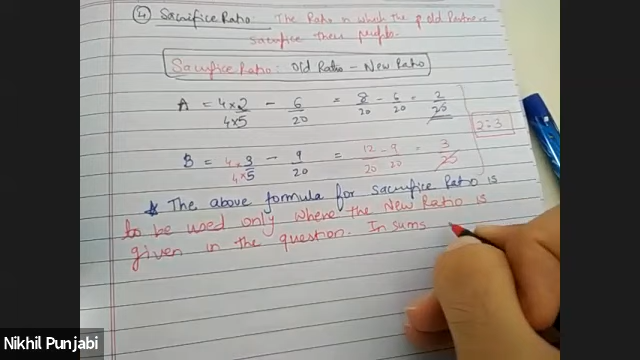 4 Sacrifice Ratio: The Ratio in which the old Partners
sacrifice their profits.
Sacrifice Ratio: Old Ratio - New Ratio
A = 4×2/4×5 - 6/20 = 8/20 - 6/20 = 2/25
2:3
B = 4×3/4×5 - 9/20 = 12/20 - 9/20 = 3/25
* The above formula for sacrifice Ratio is
to be used only where the New Ratio is
given in the question. In sums
Nikhil Punjabi